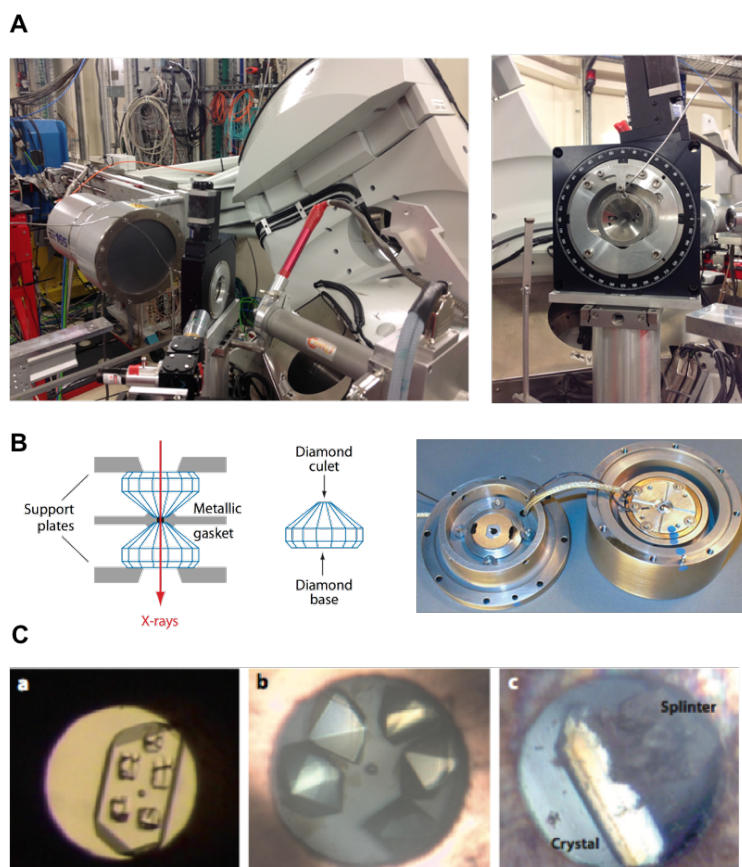 A
B
Support
plates
Metallic
gasket
X-rays
Diamond
culet
Diamond
base
C
a
b
c
Splinter
Crystal